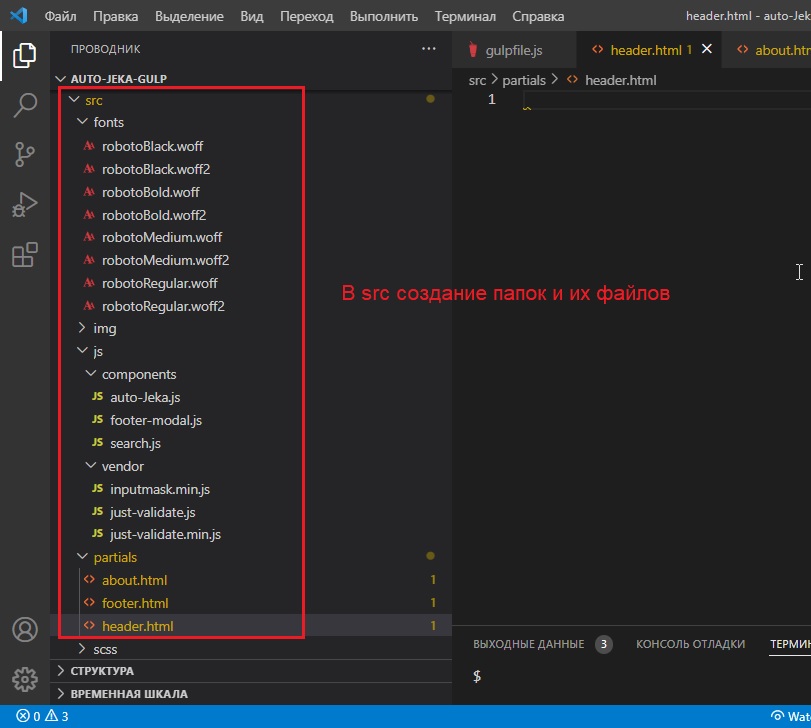 Файл Правка Выделение Вид Переход Выполнить Терминал Справка header.html - auto-Jek
ПРОВОДНИК ...
gulpfile.js header.html 1 about.htm
AUTO-JEKA-GULP
src > partials > header.html
src
1
fonts
robotoBlack.woff
robotoBlack.woff2
robotoBold.woff
robotoBold.woff2
robotoMedium.woff
robotoMedium.woff2
robotoRegular.woff
В src создание папок и их файлов
robotoRegular.woff2
img
js
components
JS auto-Jeka.js
JS footer-modal.js
JS search.js
vendor
JS inputmask.min.js
JS just-validate.js
JS just-validate.min.js
partials
about.html 1
footer.html 1
header.html 1
scss
ВЫХОДНЫЕ ДАННЫЕ 3 КОНСОЛЬ ОТЛАДКИ ТЕРМИН
СТРУКТУРА
$
ВРЕМЕННАЯ ШКАЛА
0 3 Wat